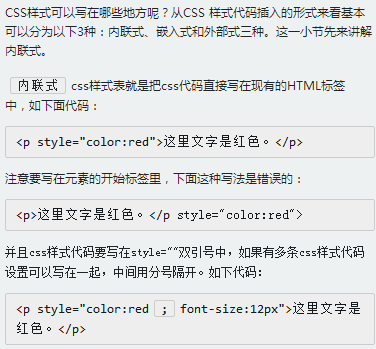 CSS样式可以写在哪些地方呢？从CSS 样式代码插入的形式来看基本
可以分为以下3种：内联式、嵌入式和外部式三种。这一小节先来讲解
内联式。
内联式 css样式表就是把css代码直接写在现有的HTML标签
中，如下面代码：
<p style="color:red">这里文字是红色。</p>
注意要写在元素的开始标签里，下面这种写法是错误的：
<p>这里文字是红色。</p style="color:red">
并且css样式代码要写在style=""双引号中，如果有多条css样式代码
设置可以写在一起，中间用分号隔开。如下代码：
<p style="color:red ; font-size:12px">这里文字是
红色。</p>